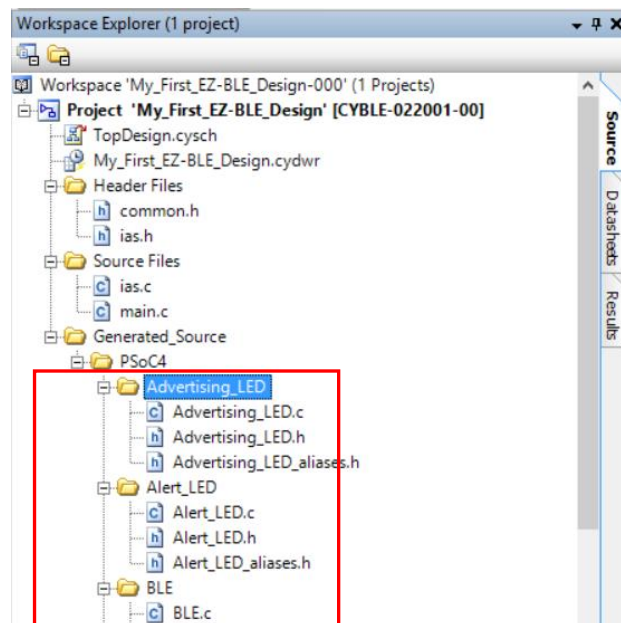 Workspace Explorer (1 project)
Workspace 'My_First_EZ-BLE_Design-000' (1 Projects)
Project 'My_First_EZ-BLE_Design' [CYBLE-022001-00]
TopDesign.cysch
My_First_EZ-BLE_Design.cydwr
Header Files
h common.h
h ias.h
Source Files
c ias.c
c main.c
Generated_Source
PSoC4
Advertising_LED
c Advertising_LED.c
h Advertising_LED.h
h Advertising_LED_aliases.h
Alert_LED
c Alert_LED.c
h Alert_LED.h
h Alert_LED_aliases.h
BLE
c BLE.c
Source
Datasheets
Results